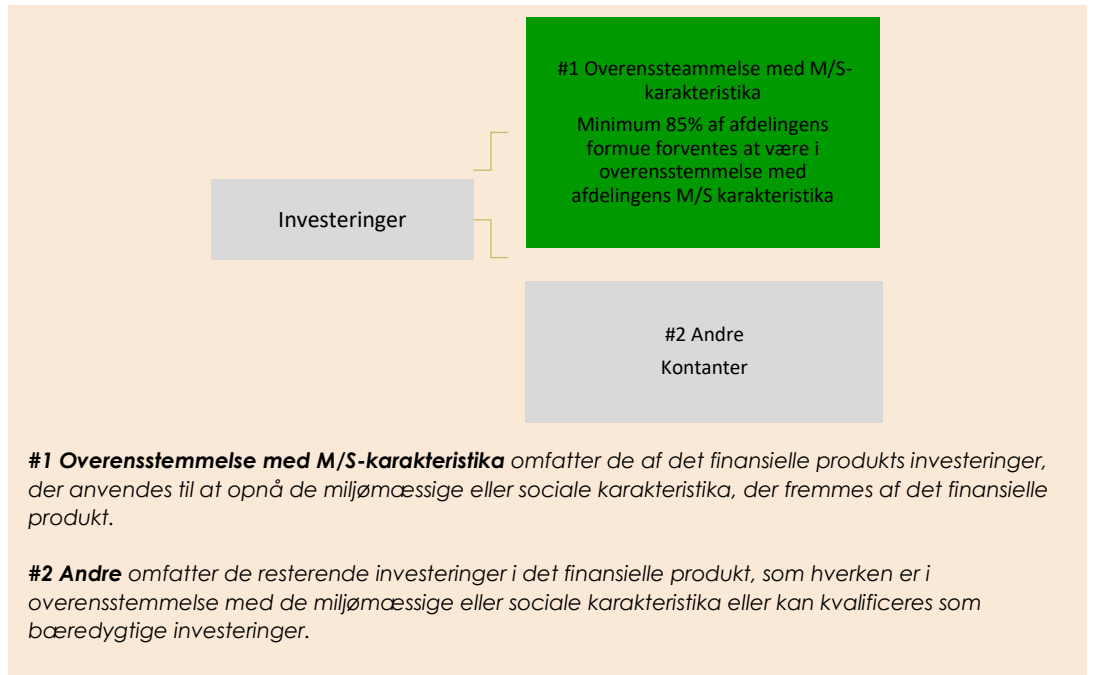 #1 Overenssteammelse med M/S-
karakteristika
Minimum 85% af afdelingens
formue forventes at være i
overensstemmelse med
afdelingens M/S karakteristika
Investeringer
#2 Andre
Kontanter
#1 Overensstemmelse med M/S-karakteristika omfatter de af det finansielle produkts investeringer,
der anvendes til at opnå de miljømæssige eller sociale karakteristika, der fremmes af det finansielle
produkt.
#2 Andre omfatter de resterende investeringer i det finansielle produkt, som hverken er i
overensstemmelse med de miljømæssige eller sociale karakteristika eller kan kvalificeres som
bæredygtige investeringer.